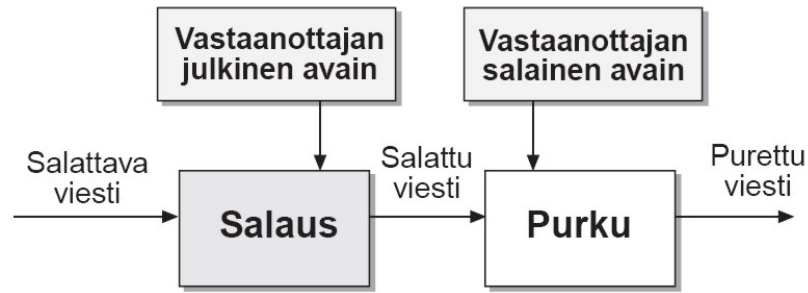 Vastaanottajan
julkinen avain
Vastaanottajan
salainen avain
Salattava
viesti
Salaus
Salattu
viesti
Purku
Purettu
viesti